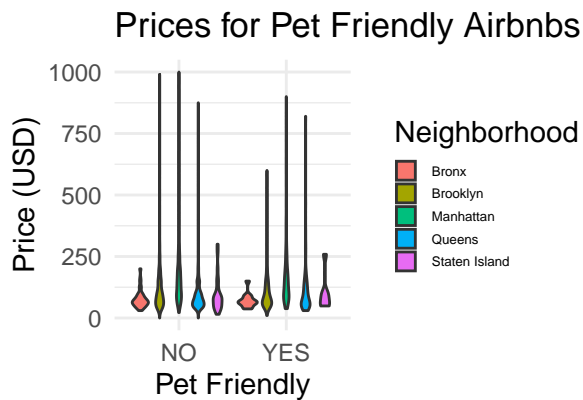 Prices for Pet Friendly Airbnbs
1000
750
500
250
0
Price (USD)
NO YES
Pet Friendly
Neighborhood
Bronx
Brooklyn
Manhattan
Queens
Staten Island